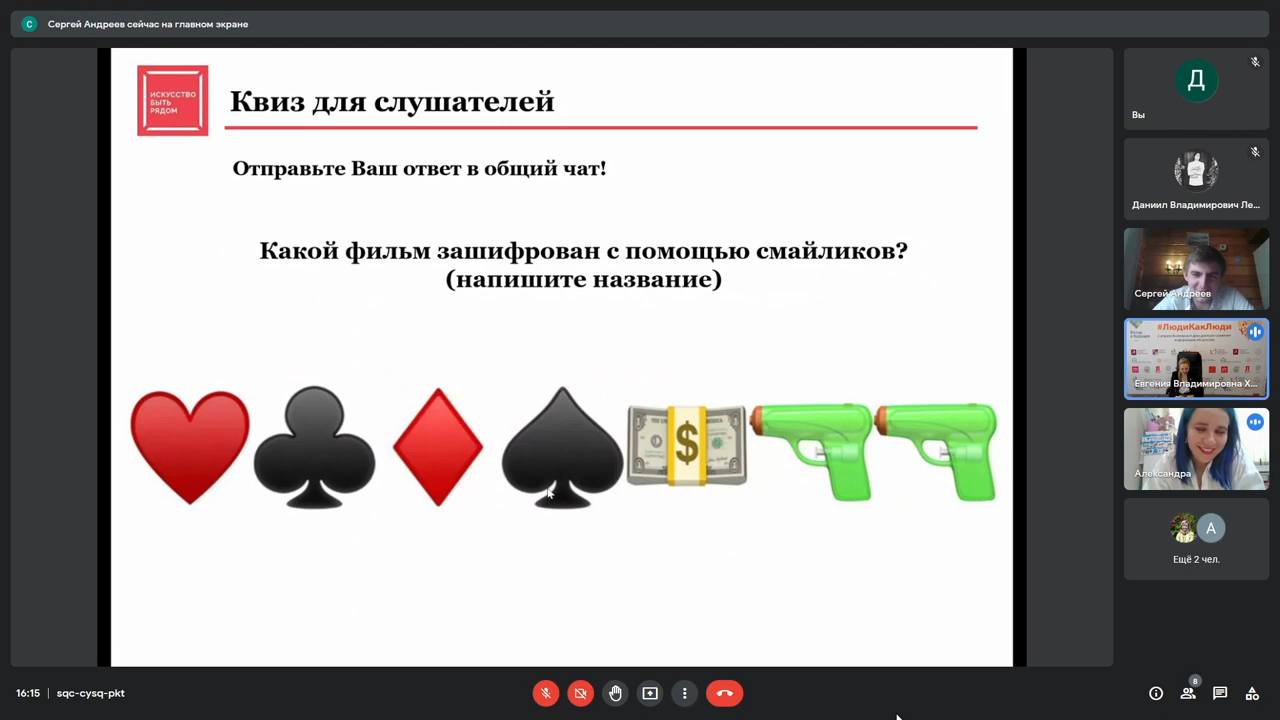 С
Сергей Андреев сейчас на главном экране
ИСКУССТВО
БЫТЬ
РЯДОМ
Квиз для слушателей
Отправьте Ваш ответ в общий чат!
Какой фильм зашифрован с помощью смайликов?
(напишите название)
Д
Вы
Даниил Владимирович Ле...
Сергей Андреев
#ЛюдиКакЛюди
Евгения Владимировна Х...
Александра
А
Ещё 2 чел.
16:15 | sqc-cysq-pkt
8